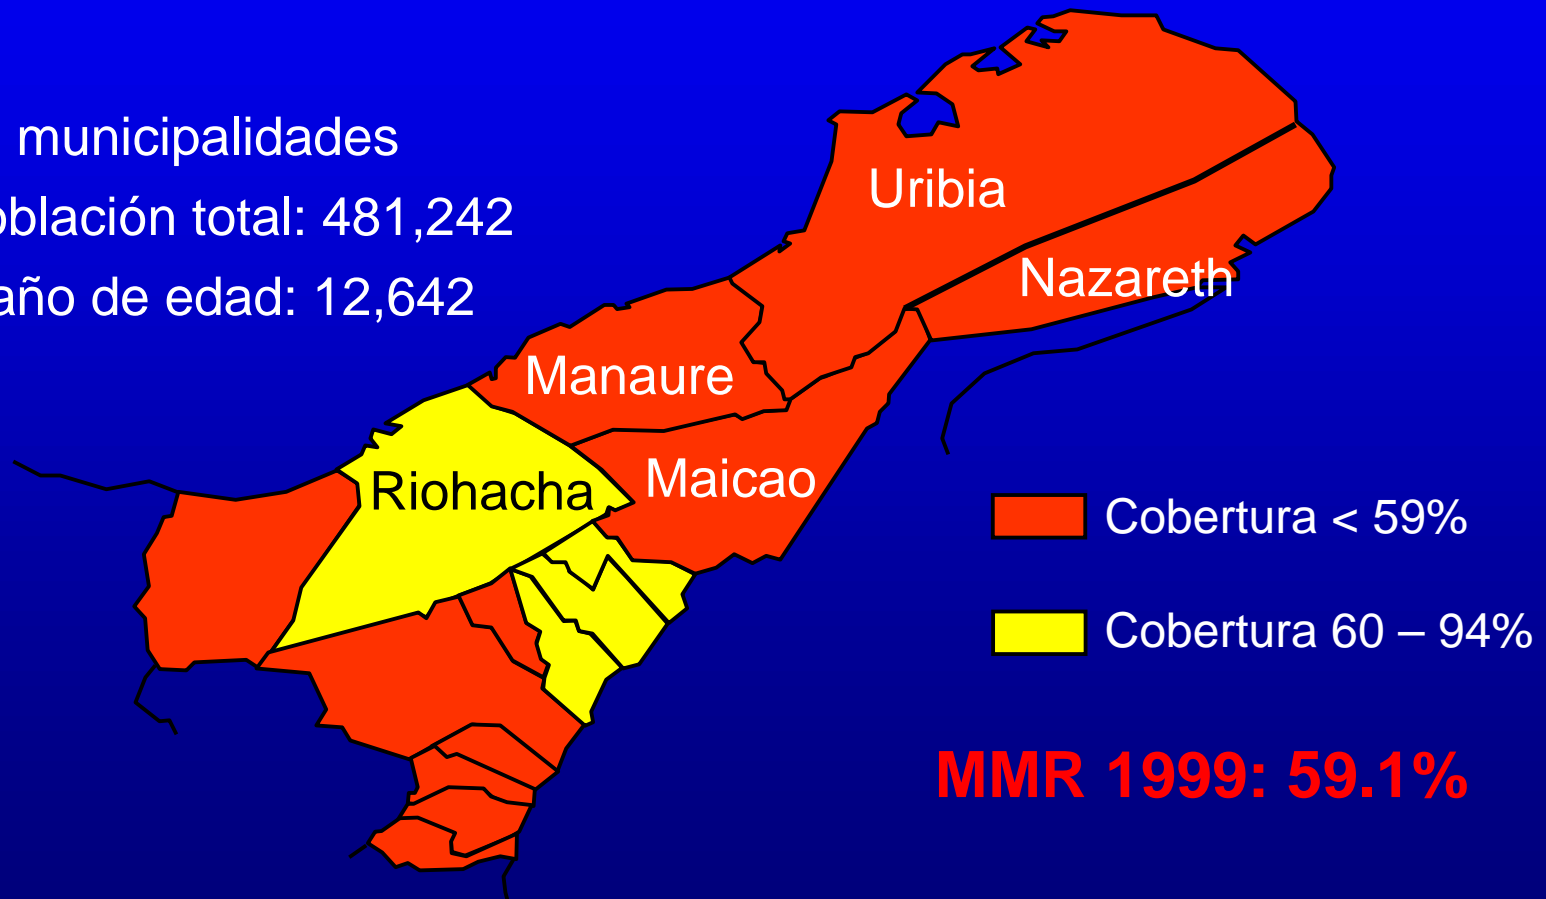 municipalidades
oblación total: 481,242
año de edad: 12,642
Uribia
Nazareth
Manaure
Maicao
Riohacha
Cobertura < 59%
Cobertura 60 – 94%
MMR 1999: 59.1%